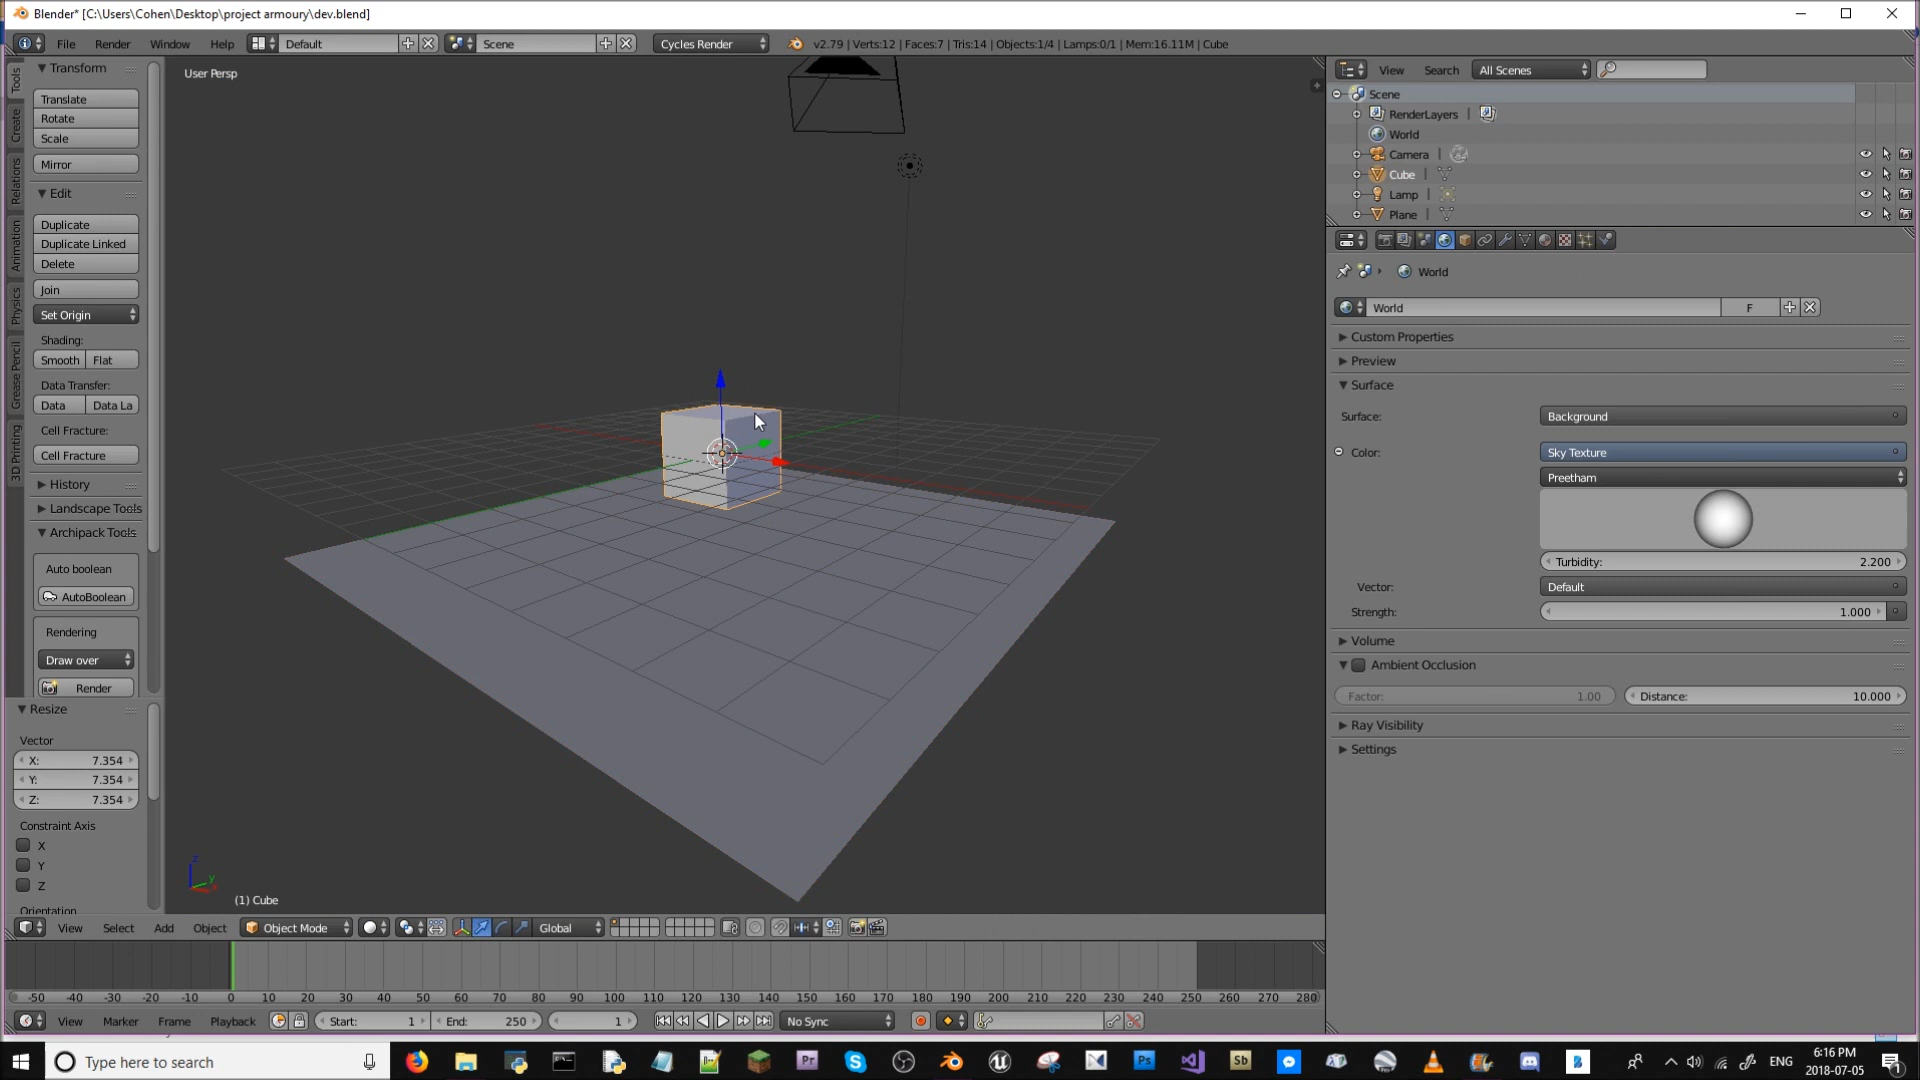 Blender* [C:\Users\Cohen\Desktop\project armoury\dev.blend]
File Render Window Help Default Scene Cycles Render v2.79 | Verts:12 | Faces:7 | Tris:14 | Objects:1/4 | Lamps:0/1 | Mem:16.11M | Cube
Tools
Create
Relations
Animation
Physics
Grease Pencil
3D Printing
Transform
Translate
Rotate
Scale
Mirror
Edit
Duplicate
Duplicate Linked
Delete
Join
Set Origin
Shading:
Smooth Flat
Data Transfer:
Data Data La
Cell Fracture:
Cell Fracture
History
Landscape Tools
Archipack Tools
Auto boolean
AutoBoolean
Rendering
Draw over
Render
Resize
Vector
X: 7.354
Y: 7.354
Z: 7.354
Constraint Axis
X
Y
Z
Orientation
User Persp
z
y
(1) Cube
View Select Add Object Object Mode Global
-50 -40 -30 -20 -10 0 10 20 30 40 50 60 70 80 90 100 110 120 130 140 150 160 170 180 190 200 210 220 230 240 250 260 270 280
View Marker Frame Playback Start: 1 End: 250 1 No Sync
View Search All Scenes
Scene
RenderLayers |
World
Camera |
Cube |
Lamp |
Plane |
World
World F
Custom Properties
Preview
Surface
Surface: Background
Color: Sky Texture
Preetham
Turbidity: 2.200
Vector: Default
Strength: 1.000
Volume
Ambient Occlusion
Factor: 1.00 Distance: 10.000
Ray Visibility
Settings
Type here to search
Pr
Ps
Sb
B
ENG
6:16 PM
2018-07-05
1